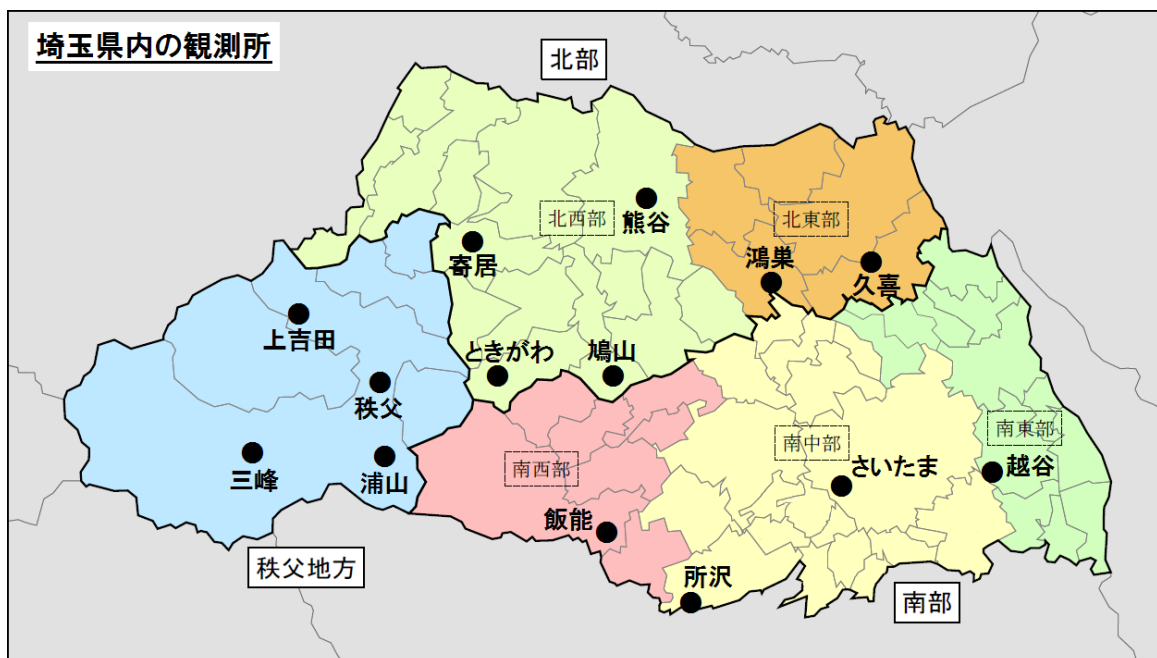 埼玉県内の観測所
北部
北西部
熊谷
北東部
寄居
鴻巣
久喜
上吉田
ときがわ
鳩山
秩父
南中部
南東部
三峰
浦山
南西部
さいたま
越谷
飯能
秩父地方
所沢
南部